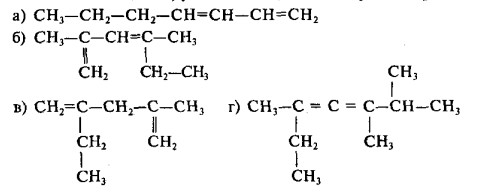 а) CH₃–CH₂–CH₂–CH=CH–CH=CH₂
б) CH₃–C–CH=C–CH₃
CH₂ CH₂–CH₃
CH₃
в) CH₂=C–CH₂–C–CH₃ г) CH₃–C = C = C–CH–CH₃
CH₂ CH₂ CH₂ CH₃
CH₃ CH₃